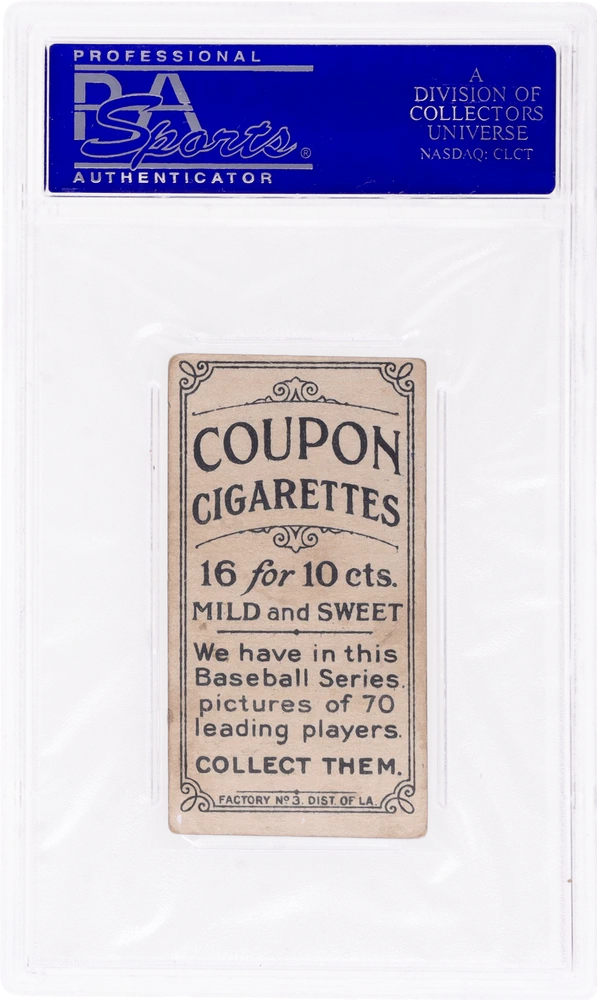 PROFESSIONAL
PSA
Sports®
AUTHENTICATOR
A
DIVISION OF
COLLECTORS
UNIVERSE
NASDAQ: CLCT
COUPON
CIGARETTES
16 for 10 cts.
MILD and SWEET
We have in this
Baseball Series,
pictures of 70
leading players.
COLLECT THEM.
FACTORY Nº 3. DIST. OF LA.